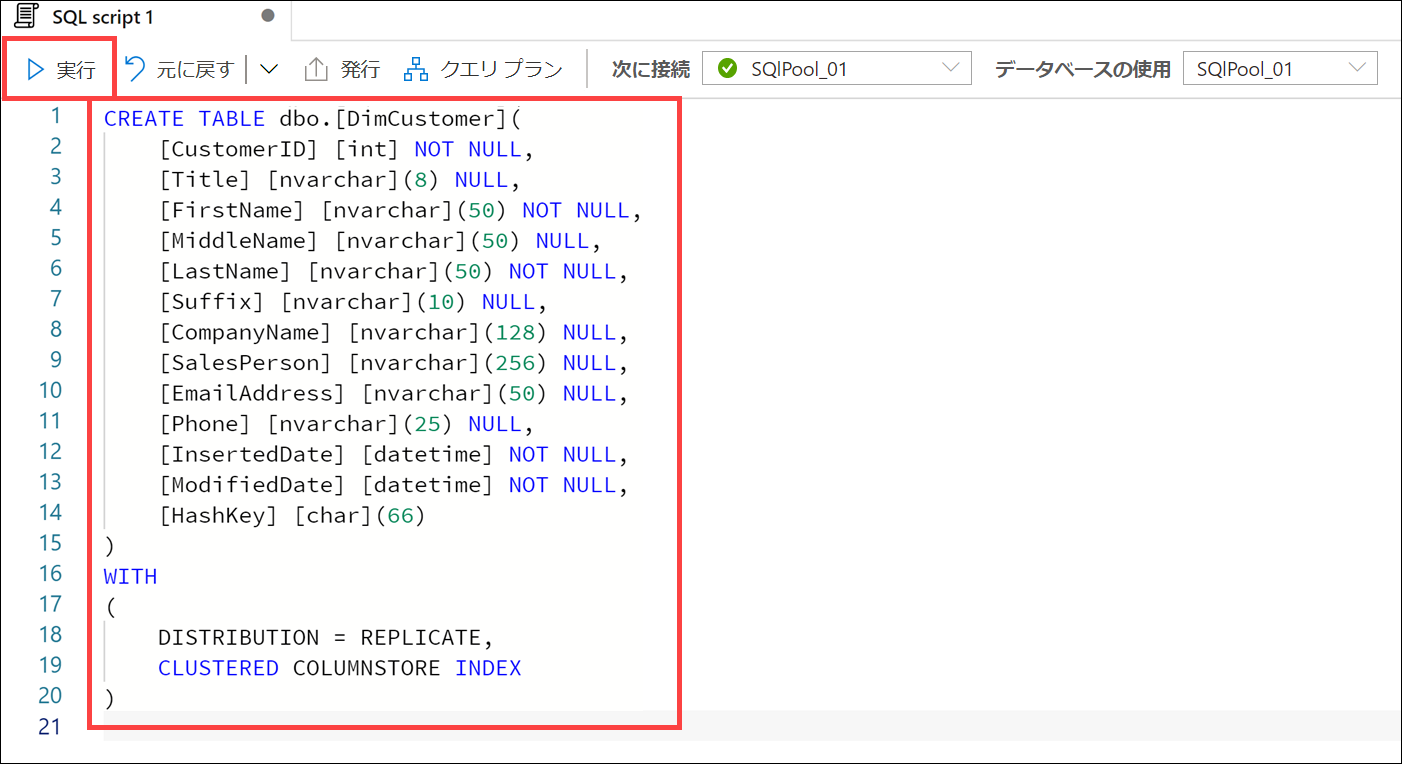 SQL script 1
実行 元に戻す 発行 クエリ プラン 次に接続 SQlPool_01 データベースの使用 SQlPool_01
1 CREATE TABLE dbo.[DimCustomer](
2 [CustomerID] [int] NOT NULL,
3 [Title] [nvarchar](8) NULL,
4 [FirstName] [nvarchar](50) NOT NULL,
5 [MiddleName] [nvarchar](50) NULL,
6 [LastName] [nvarchar](50) NOT NULL,
7 [Suffix] [nvarchar](10) NULL,
8 [CompanyName] [nvarchar](128) NULL,
9 [SalesPerson] [nvarchar](256) NULL,
10 [EmailAddress] [nvarchar](50) NULL,
11 [Phone] [nvarchar](25) NULL,
12 [InsertedDate] [datetime] NOT NULL,
13 [ModifiedDate] [datetime] NOT NULL,
14 [HashKey] [char](66)
15 )
16 WITH
17 (
18 DISTRIBUTION = REPLICATE,
19 CLUSTERED COLUMNSTORE INDEX
20 )
21